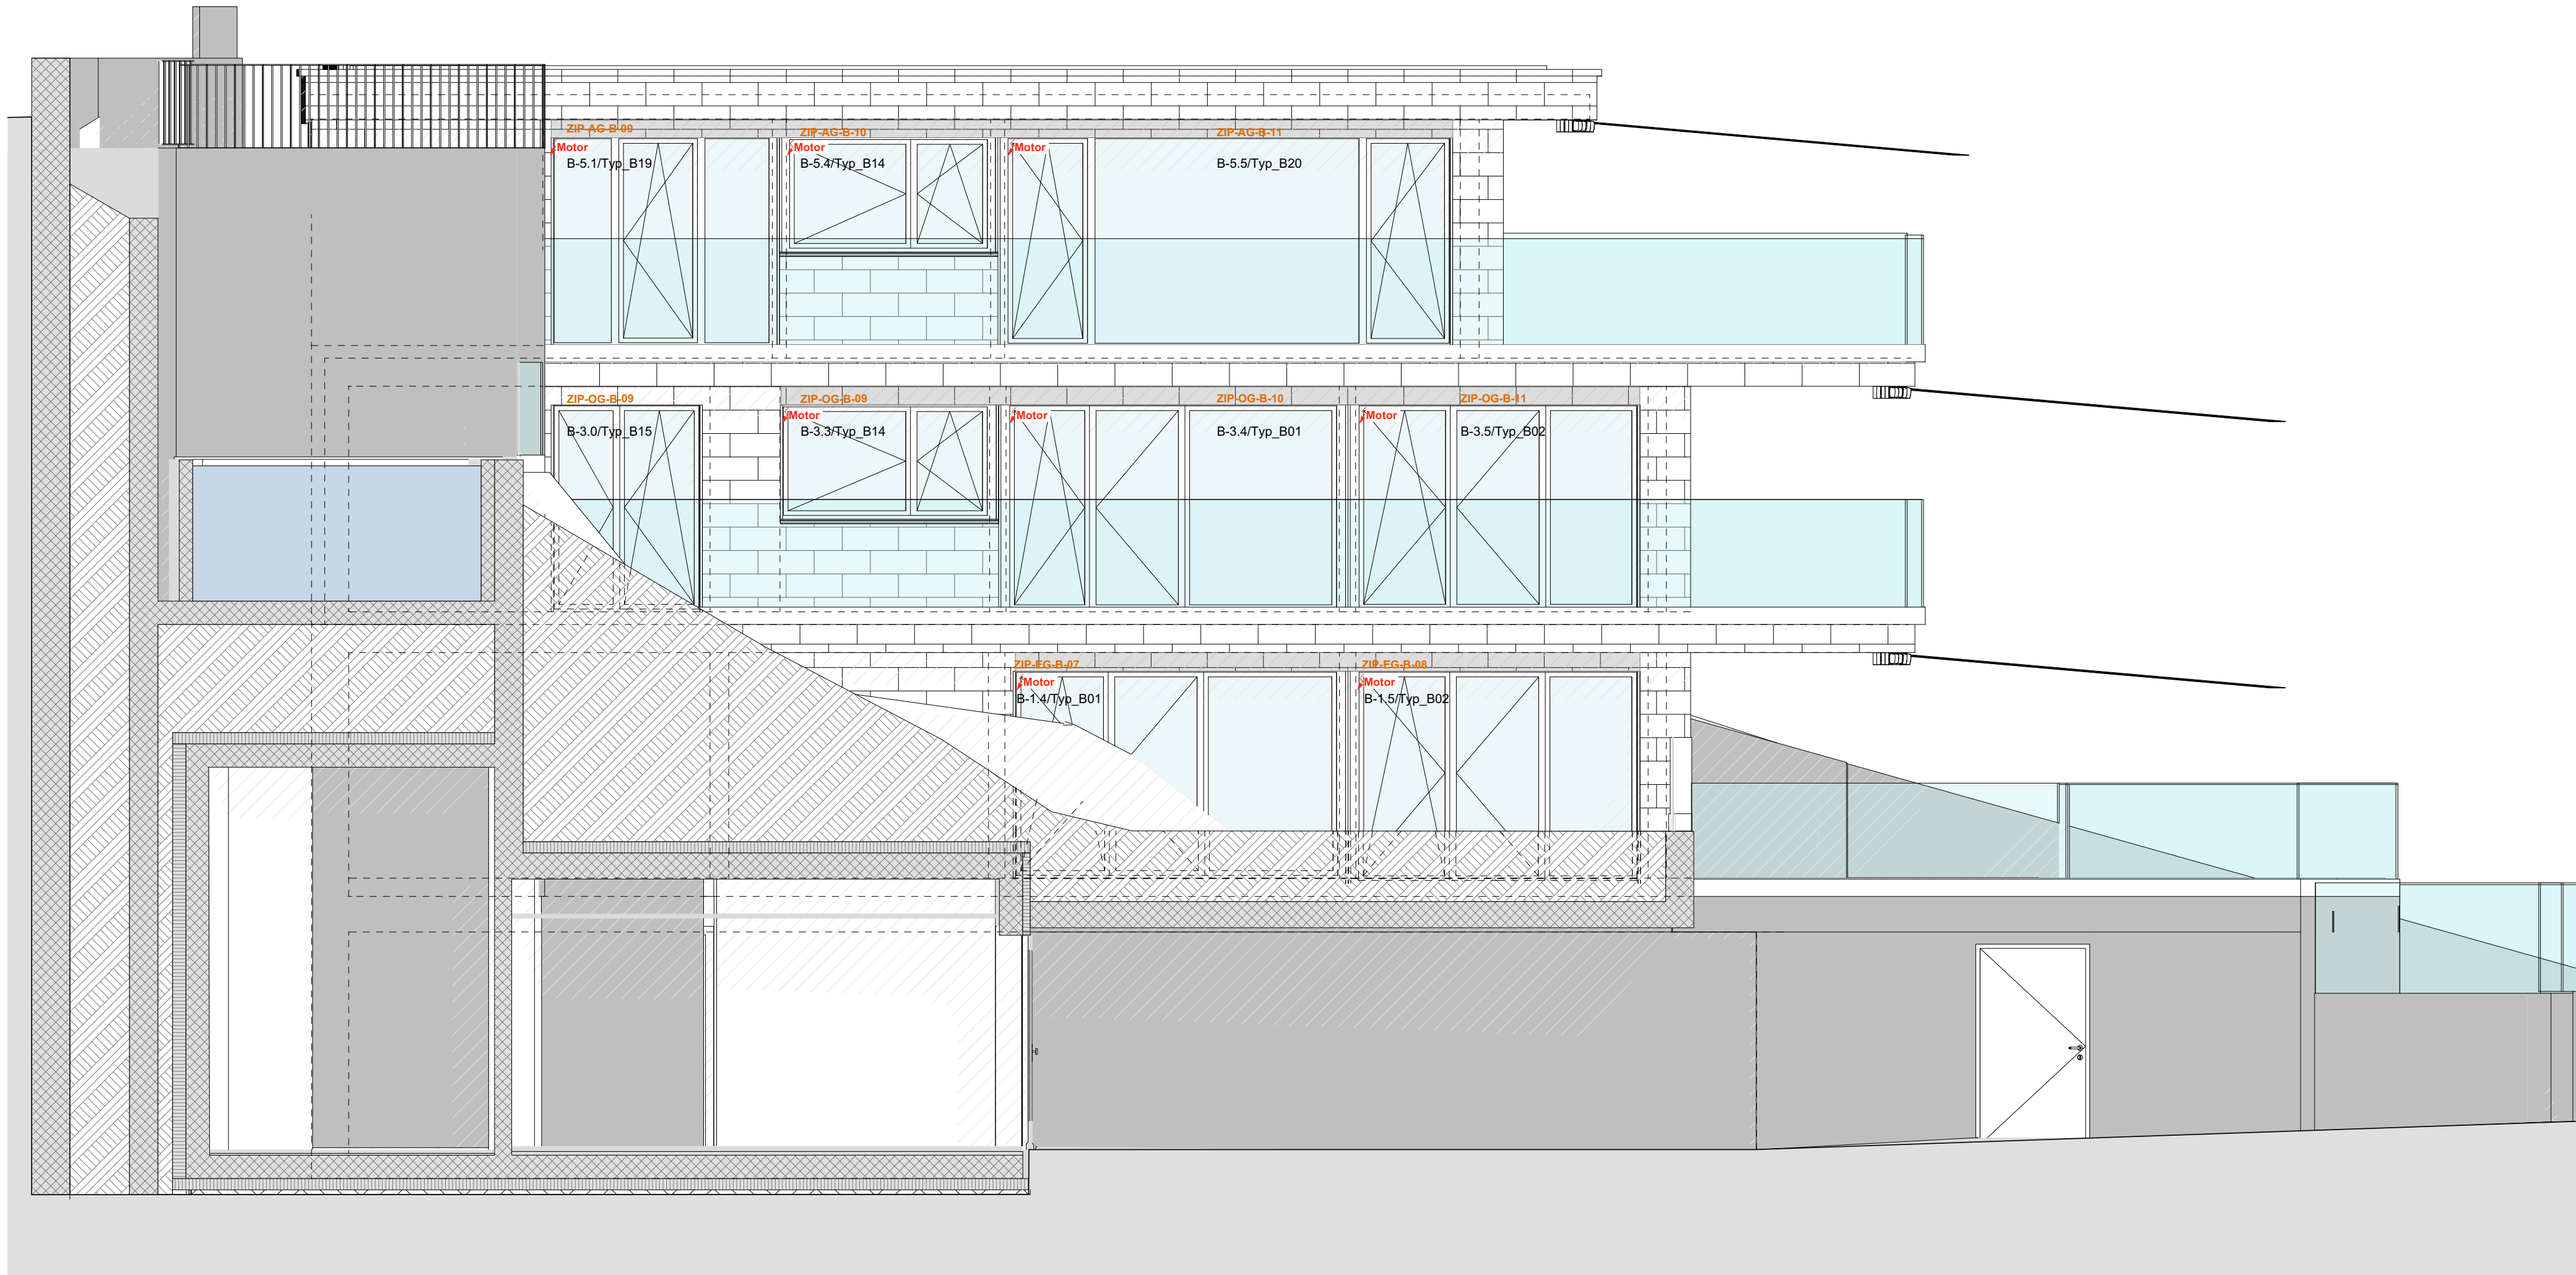 ZIP-AG-B-09
ZIP-AG-B-10
ZIP-AG-B-11
Motor
Motor
Motor
B-5.1/Typ_B19
B-5.4/Typ_B14
B-5.5/Typ_B20
ZIP-OG-B-09
ZIP-OG-B-09
ZIP-OG-B-10
ZIP-OG-B-11
Motor
Motor
Motor
B-3.0/Typ_B15
B-3.3/Typ_B14
B-3.4/Typ_B01
B-3.5/Typ_B02
ZIP-EG-B-07
ZIP-EG-B-08
Motor
Motor
B-1.4/Typ_B01
B-1.5/Typ_B02